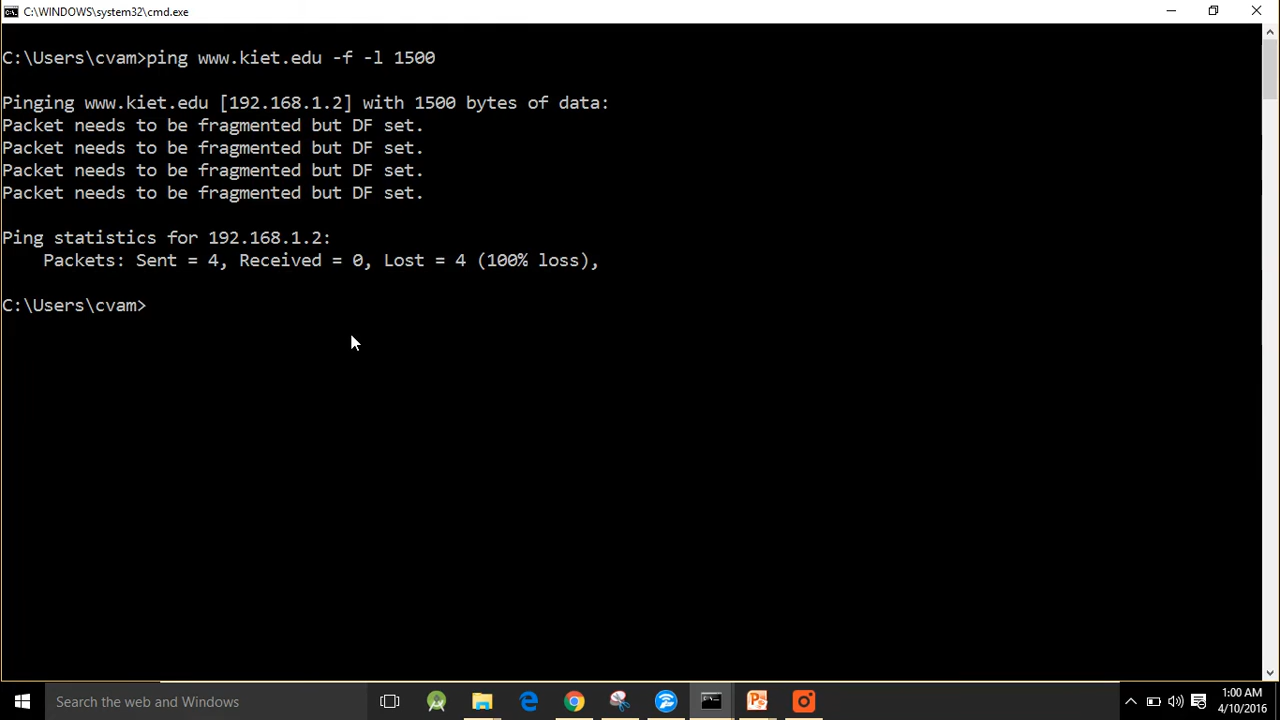 C:\WINDOWS\system32\cmd.exe
C:\Users\cvam>ping www.kiet.edu -f -l 1500
Pinging www.kiet.edu [192.168.1.2] with 1500 bytes of data:
Packet needs to be fragmented but DF set.
Packet needs to be fragmented but DF set.
Packet needs to be fragmented but DF set.
Packet needs to be fragmented but DF set.
Ping statistics for 192.168.1.2:
Packets: Sent = 4, Received = 0, Lost = 4 (100% loss),
C:\Users\cvam>
Search the web and Windows
1:00 AM
4/10/2016